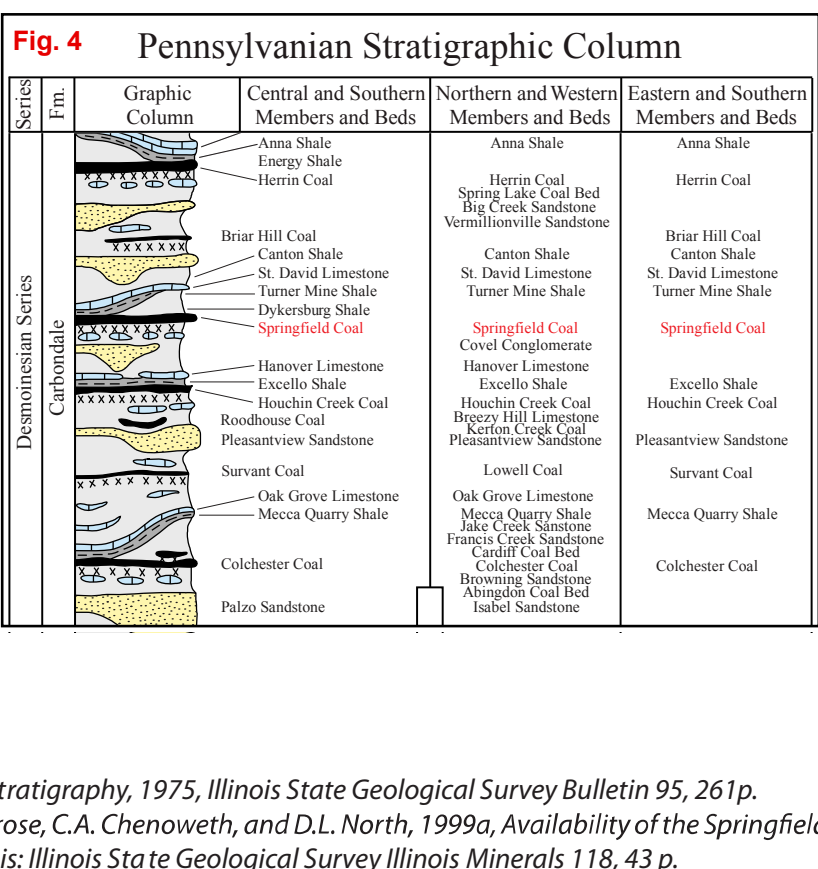 Fig. 4
Pennsylvanian Stratigraphic Column
Series
Fm.
Graphic
Column
Central and Southern
Members and Beds
Northern and Western
Members and Beds
Eastern and Southern
Members and Beds
Desmoinesian Series
Carbondale
Anna Shale
Energy Shale
Herrin Coal
Briar Hill Coal
Canton Shale
St. David Limestone
Turner Mine Shale
Dykersburg Shale
Springfield Coal
Hanover Limestone
Excello Shale
Houchin Creek Coal
Roodhouse Coal
Pleasantview Sandstone
Survant Coal
Oak Grove Limestone
Mecca Quarry Shale
Colchester Coal
Palzo Sandstone
Anna Shale
Herrin Coal
Spring Lake Coal Bed
Big Creek Sandstone
Vermillionville Sandstone
Canton Shale
St. David Limestone
Turner Mine Shale
Springfield Coal
Covel Conglomerate
Hanover Limestone
Excello Shale
Houchin Creek Coal
Breezy Hill Limestone
Kerton Creek Coal
Pleasantview Sandstone
Lowell Coal
Oak Grove Limestone
Mecca Quarry Shale
Jake Creek Sanstone
Francis Creek Sandstone
Cardiff Coal Bed
Colchester Coal
Browning Sandstone
Abingdon Coal Bed
Isabel Sandstone
Anna Shale
Herrin Coal
Briar Hill Coal
Canton Shale
St. David Limestone
Turner Mine Shale
Springfield Coal
Excello Shale
Houchin Creek Coal
Pleasantview Sandstone
Survant Coal
Mecca Quarry Shale
Colchester Coal
tratigraphy, 1975, Illinois State Geological Survey Bulletin 95, 261p.
rose, C.A. Chenoweth, and D.L. North, 1999a, Availability of the Springfiel
is: Illinois State Geological Survey Illinois Minerals 118, 43 p.